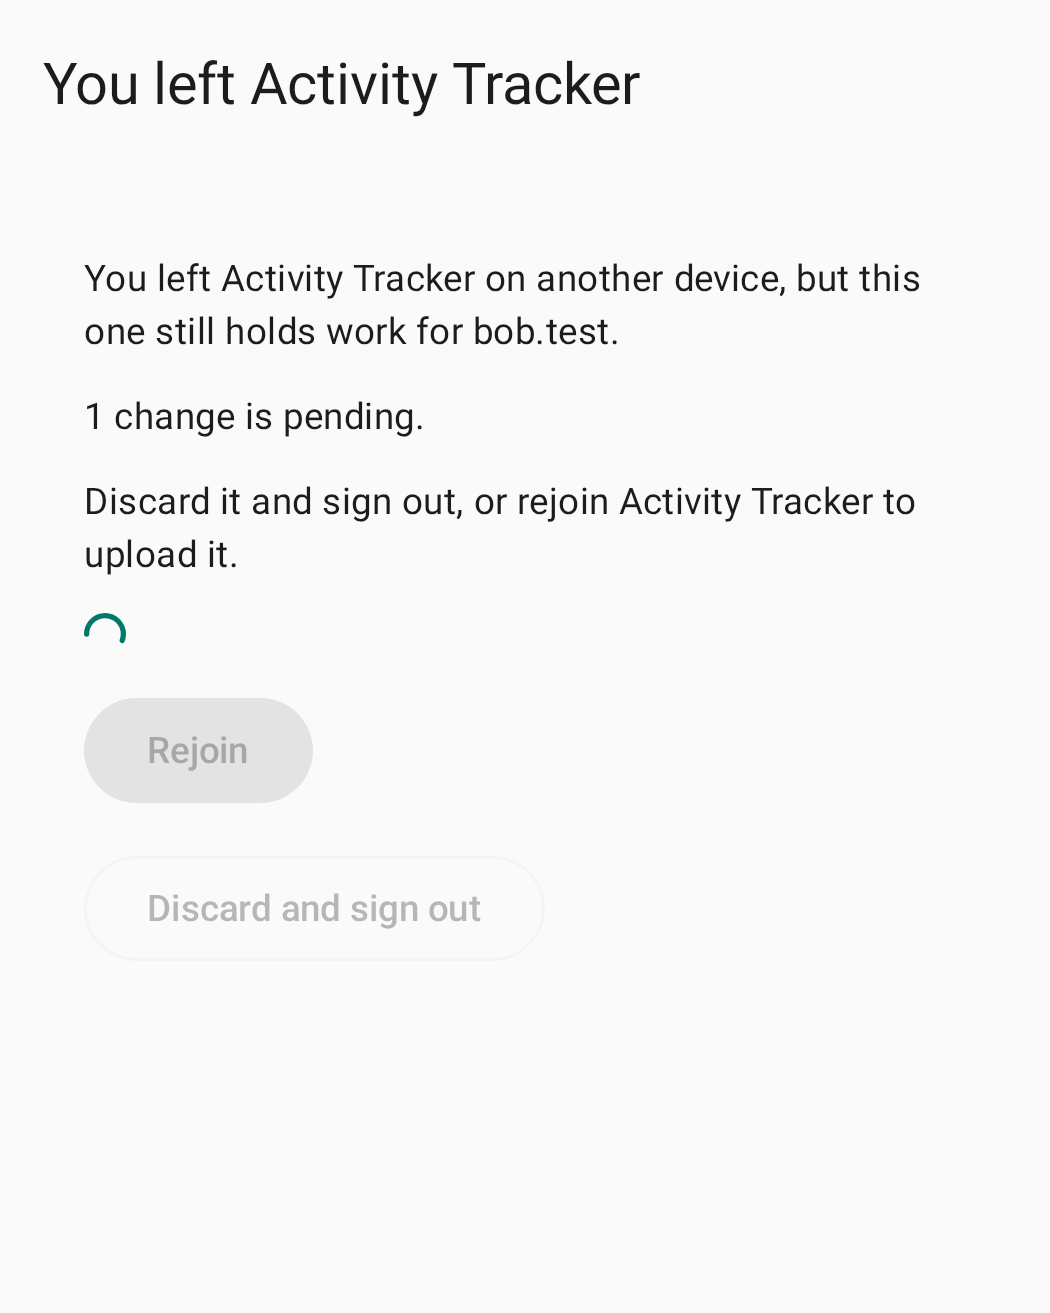 You left Activity Tracker
You left Activity Tracker on another device, but this
one still holds work for bob.test.
1 change is pending.
Discard it and sign out, or rejoin Activity Tracker to
upload it.
Rejoin
Discard and sign out